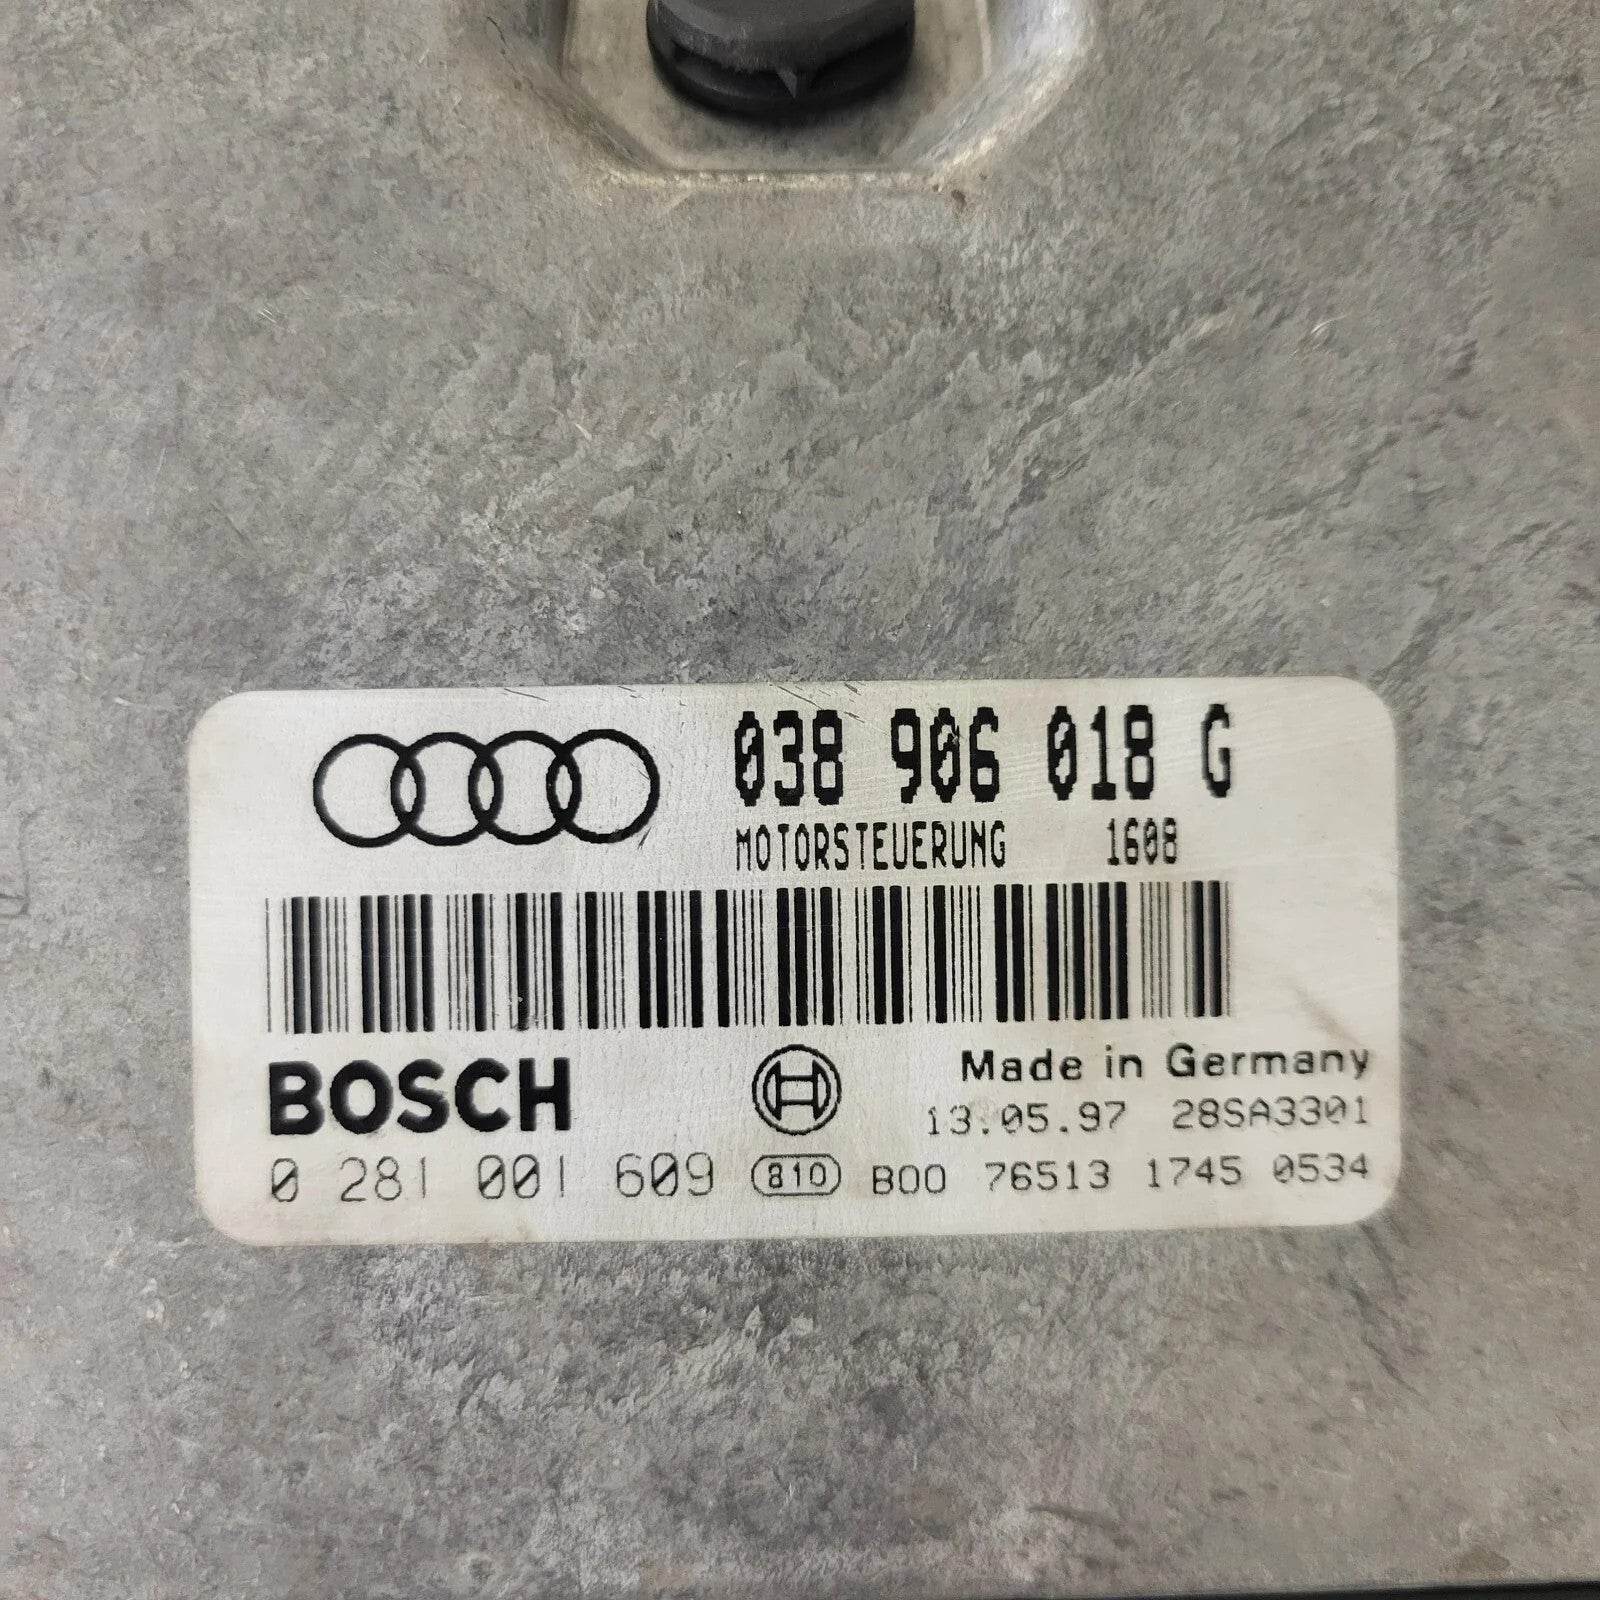 038 906 018 G
MOTORSTEUERUNG 1608
BOSCH
Made in Germany
13.05.97 28SA3301
0 281 001 609 810 B00 76513 1745 0534